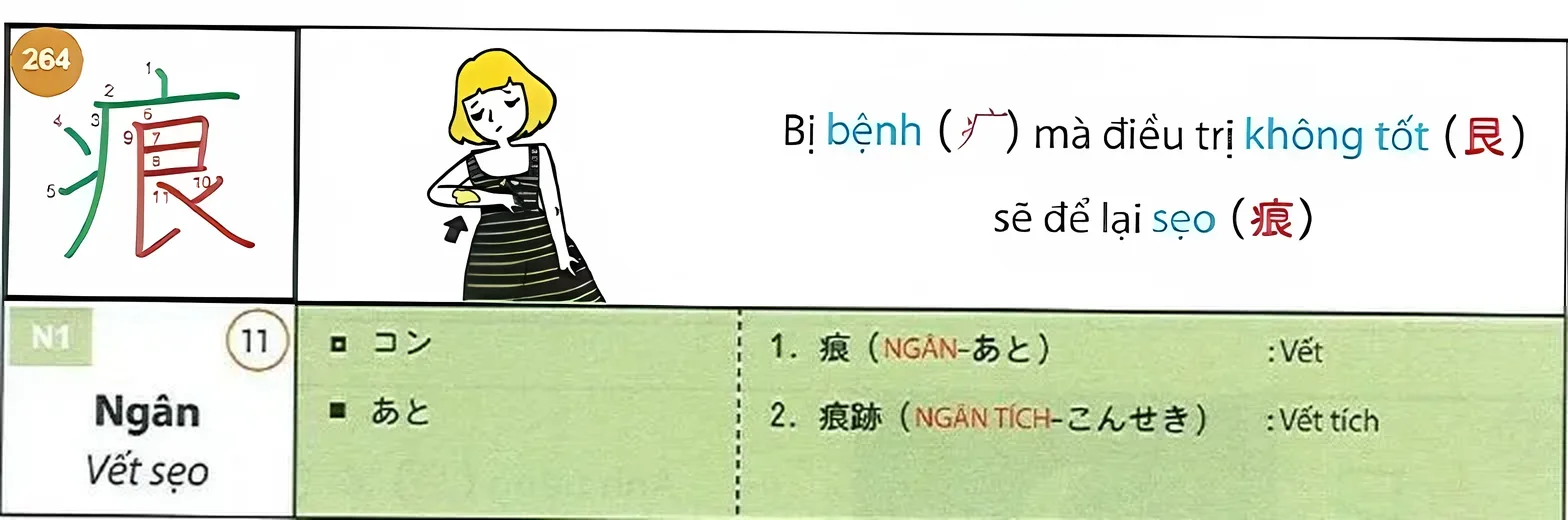 264
1 2 3 4 5 6 7 8 9 10 11
痕
Bị bệnh (疒) mà điều trị không tốt (艮)
sẽ để lại sẹo (痕)
N1
11
Ngân
Vết sẹo
コン
あと
1. 痕 (NGÂN-あと) : Vết
2. 痕跡 (NGÂN TÍCH-こんせき) : Vết tích